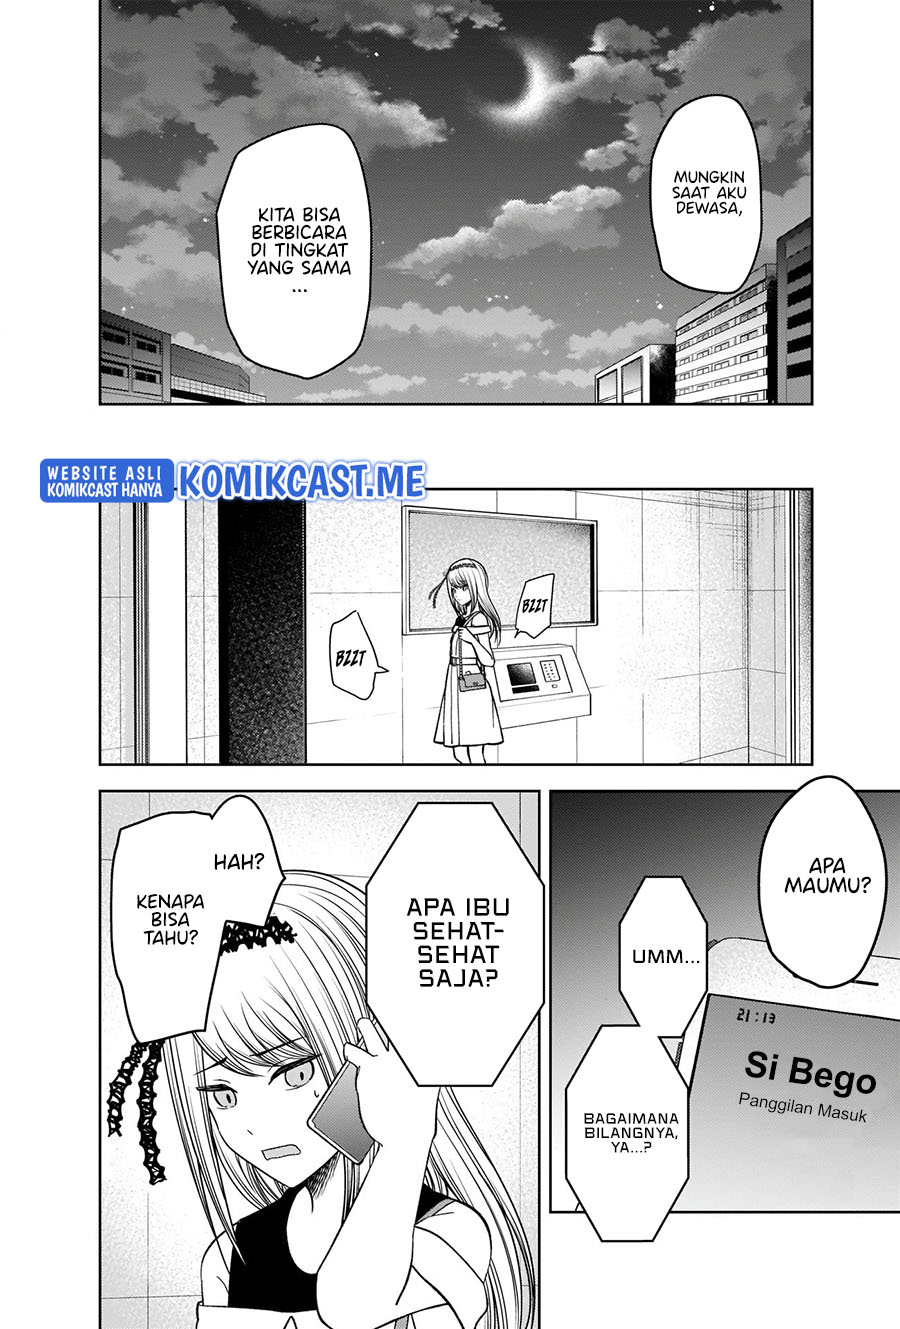 MUNGKIN
SAAT AKU
DEWASA,
KITA BISA
BERBICARA
DI TINGKAT
YANG SAMA
...
WEBSITE ASLI
KOMIKCAST HANYA
KOMIKCAST.ME
BZZT
BZZT
APA
MAUMU?
UMM...
BAGAIMANA
BILANGNYA,
YA...?
21:13
Si Bego
Panggilan Masuk
APA IBU
SEHAT-
SEHAT
SAJA?
HAH?
KENAPA
BISA
TAHU?